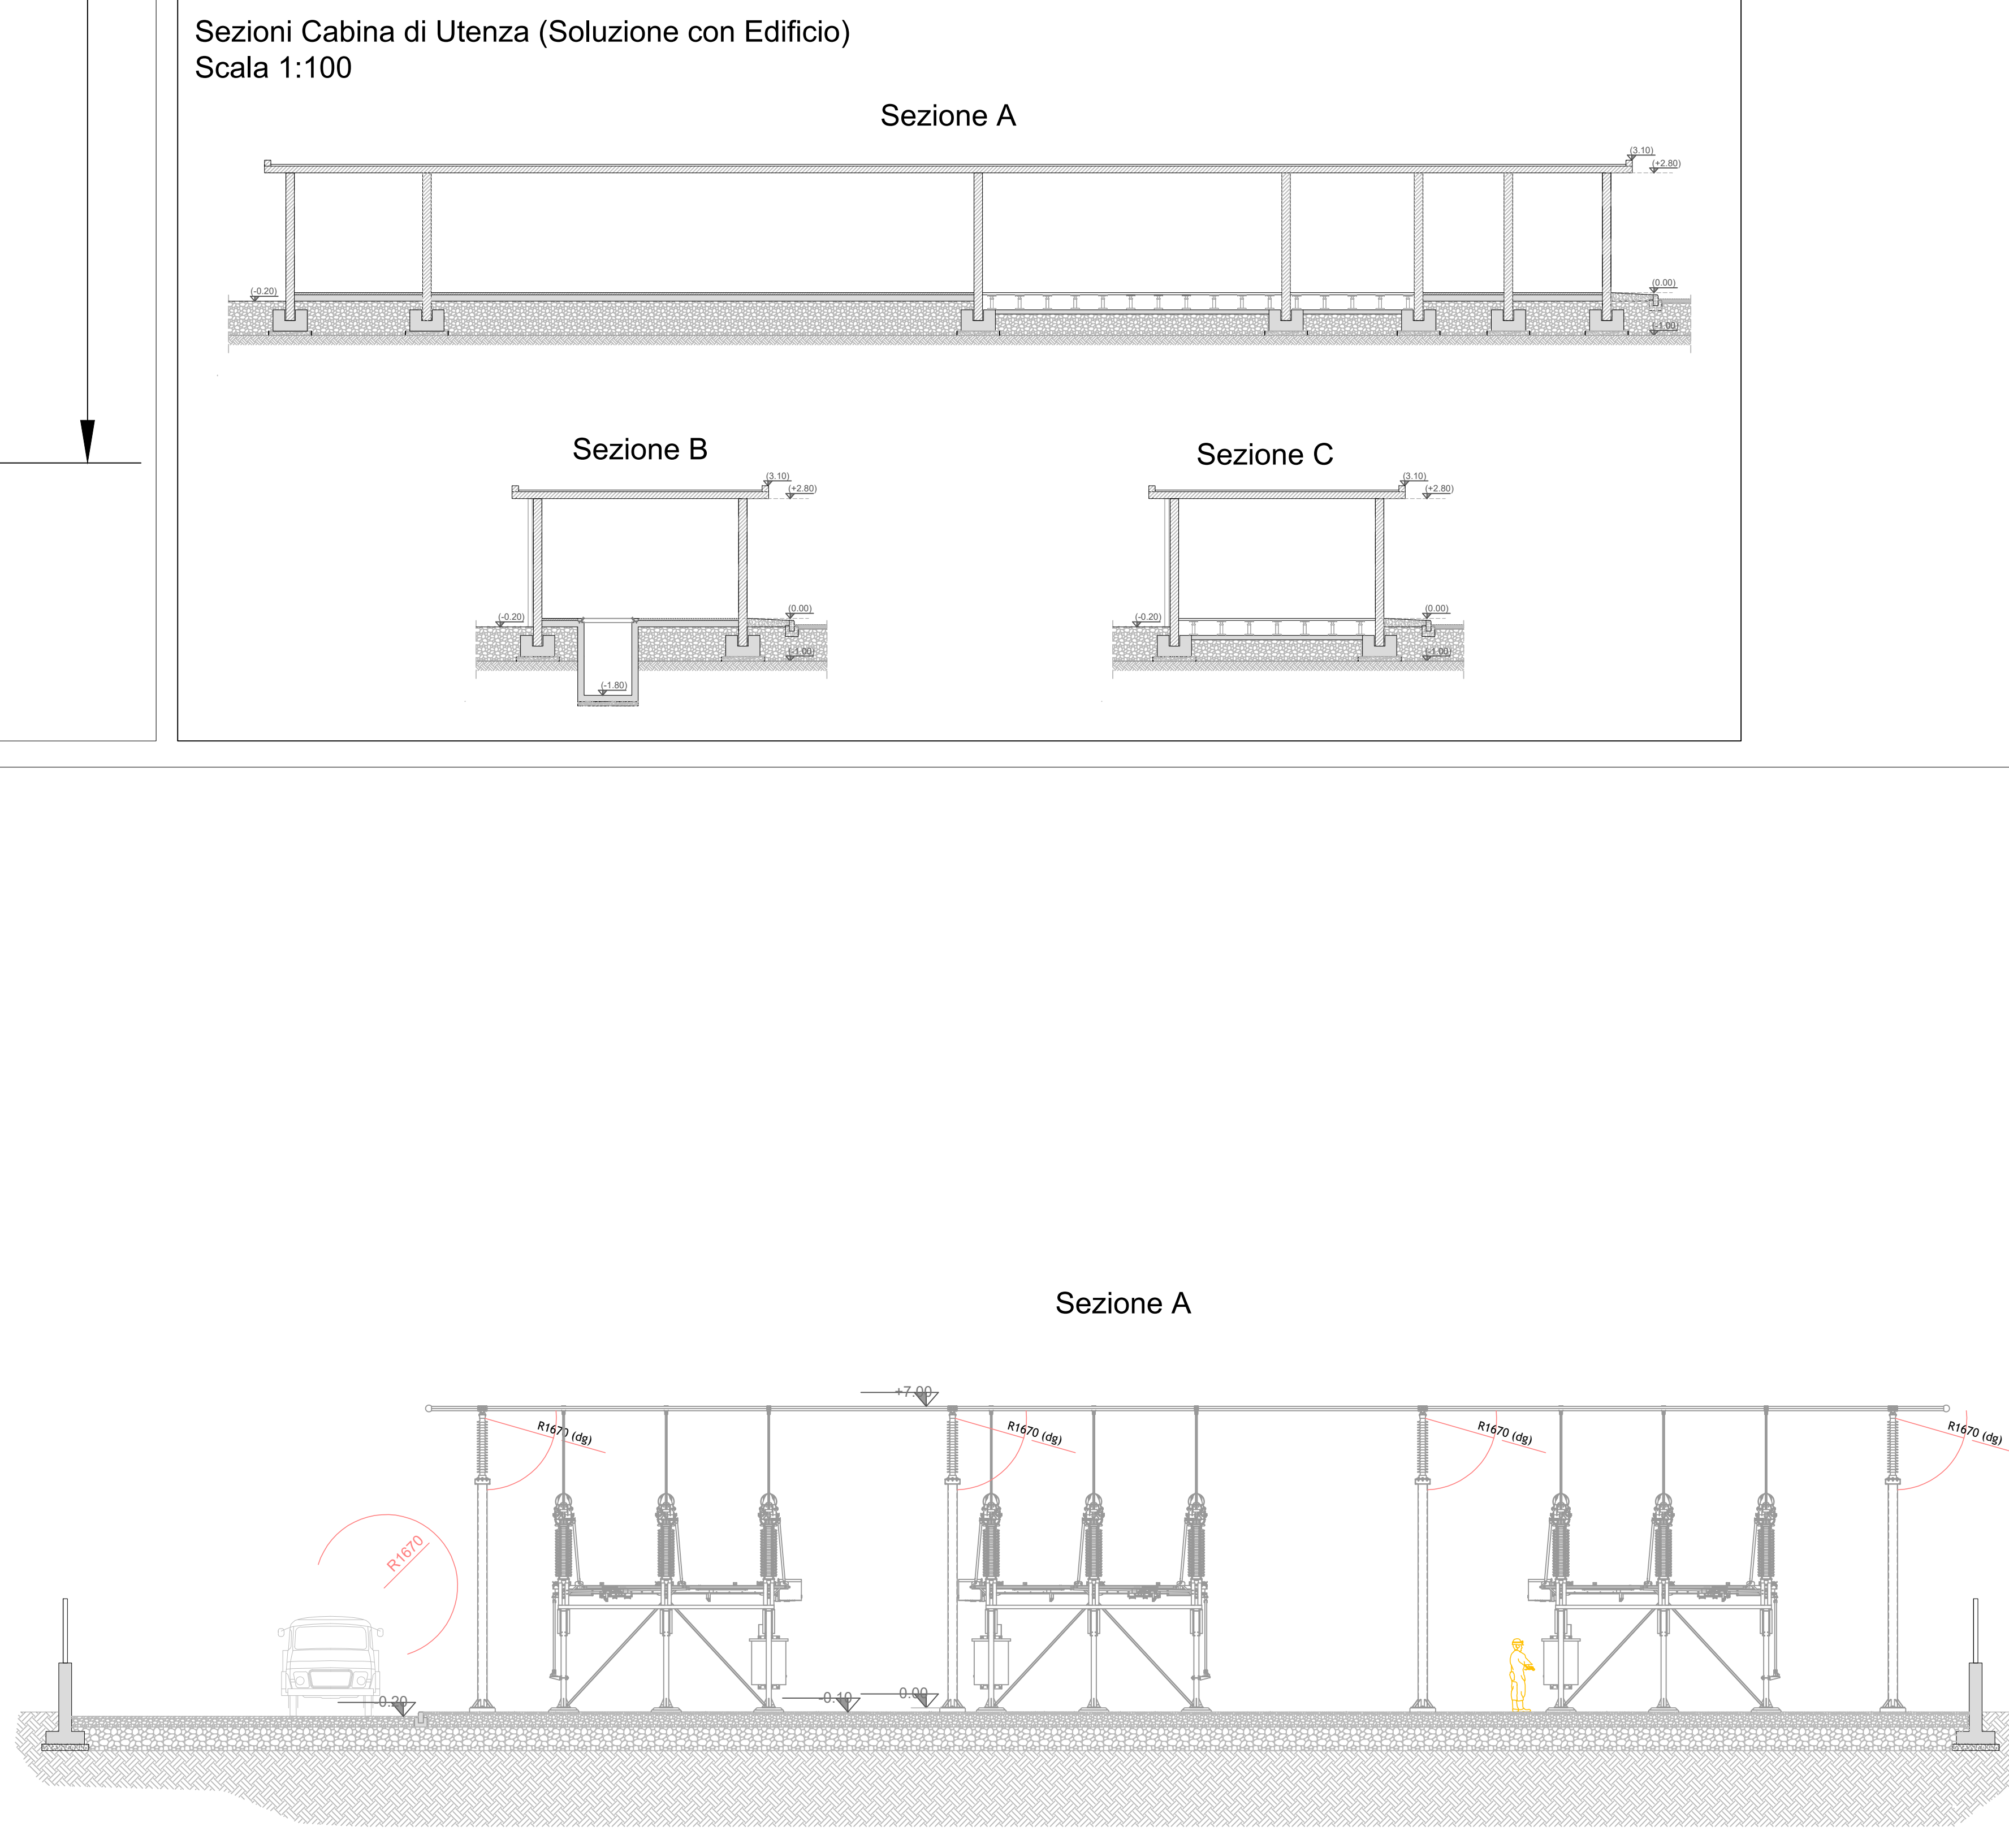 Sezioni Cabina di Utenza (Soluzione con Edificio)
Scala 1:100
Sezione A
(3.10)
(+2.80)
(-0.20)
(0.00)
(-1.00)
Sezione B
(3.10)
(+2.80)
(-0.20)
(0.00)
(-1.00)
(-1.80)
Sezione C
(3.10)
(+2.80)
(-0.20)
(0.00)
(-1.00)
Sezione A
+7.00
R1670 (dg)
R1670 (dg)
R1670 (dg)
R1670 (dg)
R1670
-0.20
-0.10
0.00